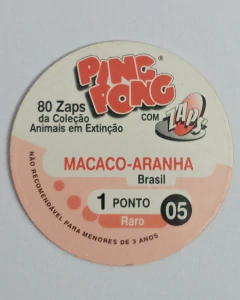 PING
PONG®
80 Zaps
da Coleção
Animais em Extinção
COM ZAPS
MACACO-ARANHA
Brasil
1 PONTO
Raro
05
NÃO RECOMENDÁVEL PARA MENORES DE 3 ANOS